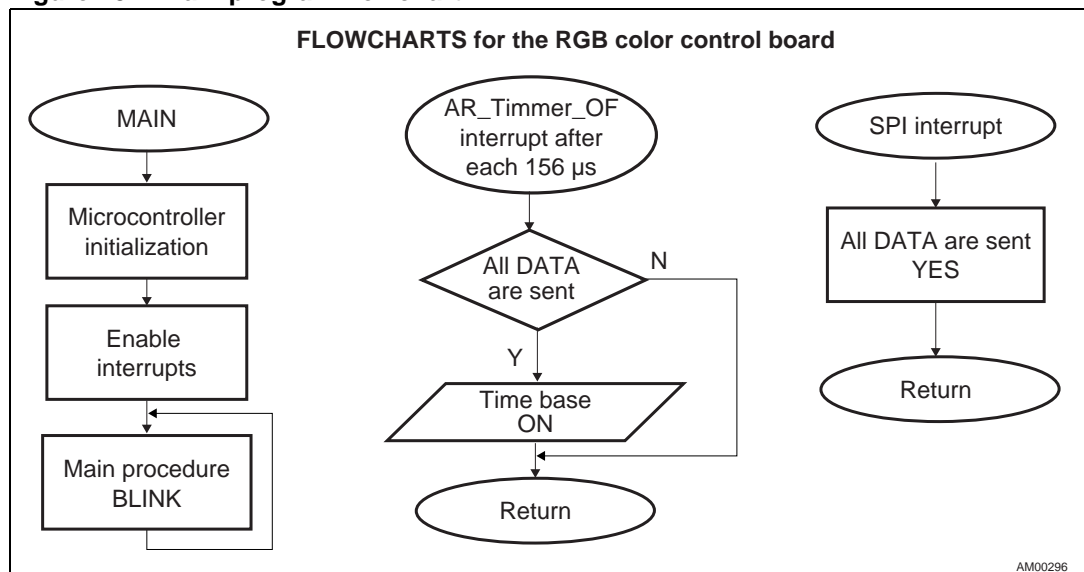 FLOWCHARTS for the RGB color control board
MAIN
Microcontroller
initialization
Enable
interrupts
Main procedure
BLINK
AR_Timmer_OF
interrupt after
each 156 µs
All DATA
are sent
N
Y
Time base
ON
Return
SPI interrupt
All DATA are sent
YES
Return
AM00296